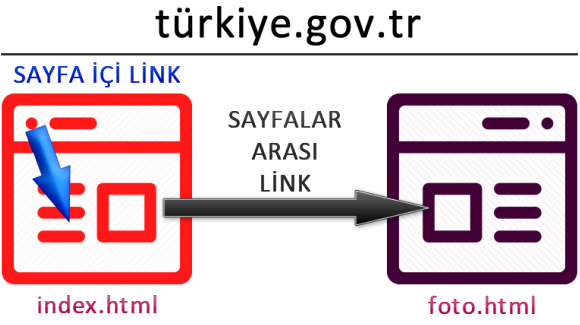 türkiye.gov.tr
SAYFA İÇİ LİNK
SAYFALAR
ARASI
LİNK
index.html
foto.html